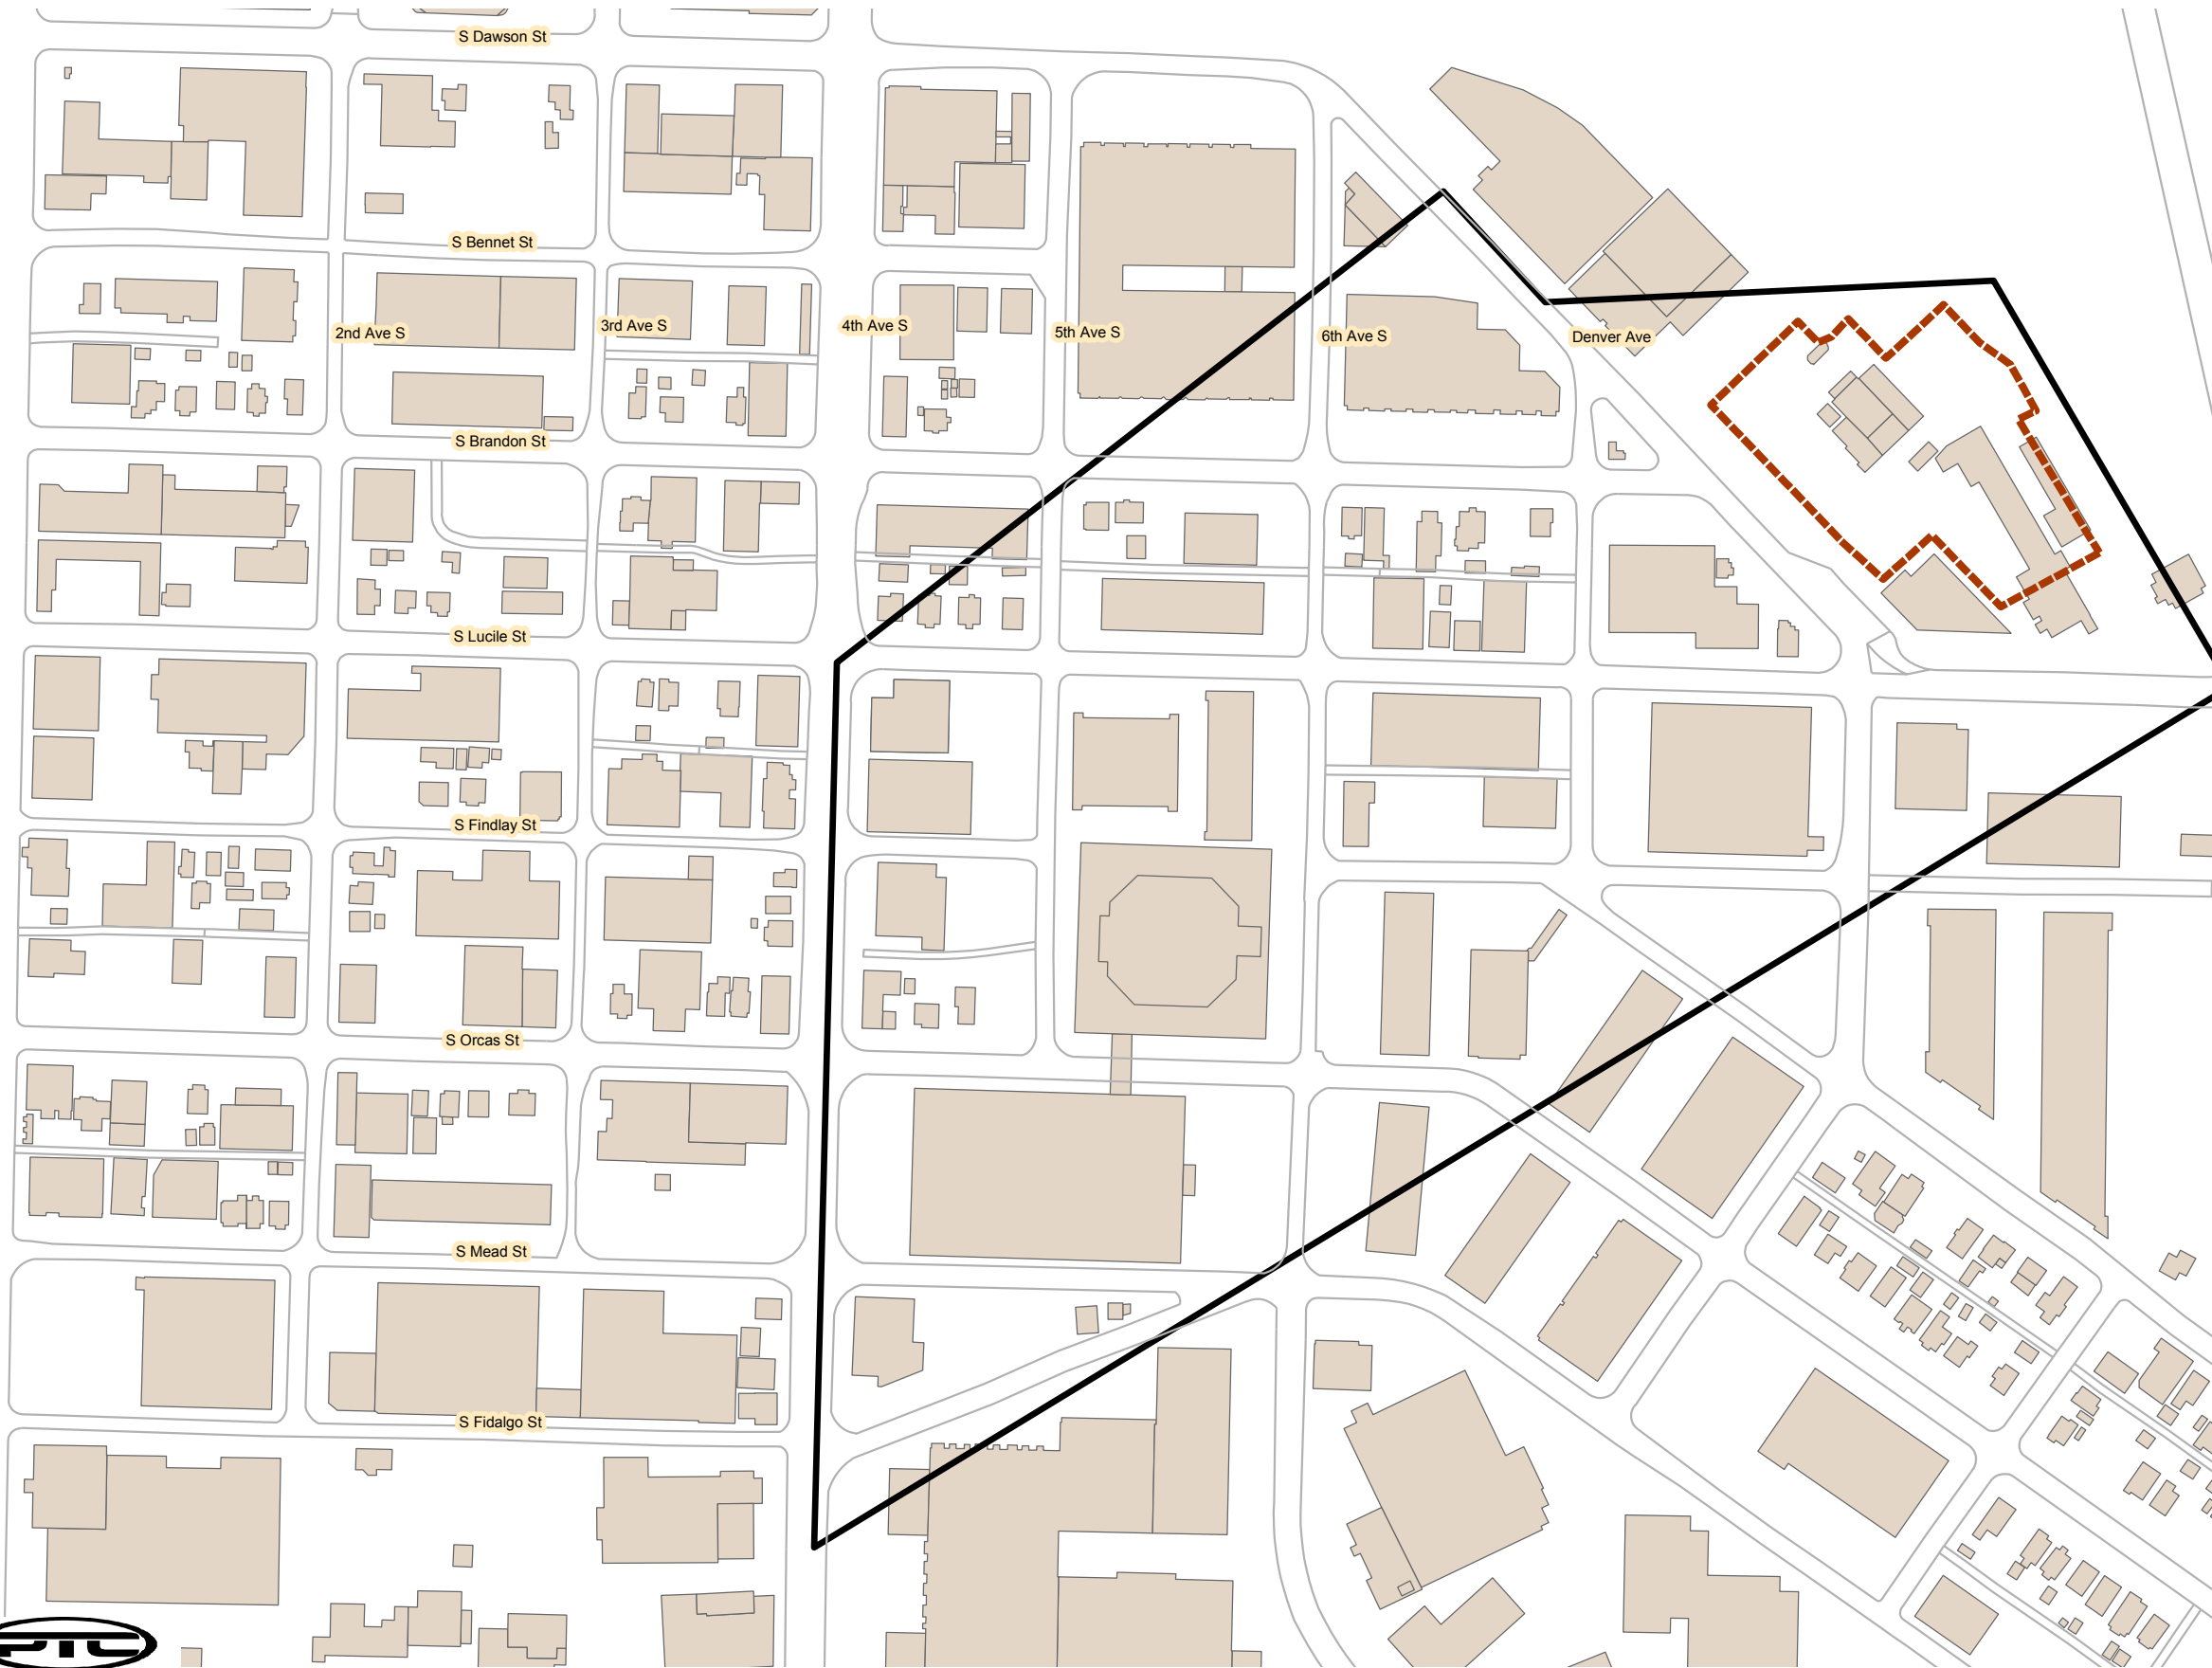 S Dawson St
S Bennet St
2nd Ave S
3rd Ave S
4th Ave S
5th Ave S
6th Ave S
Denver Ave
S Brandon St
S Lucile St
S Findlay St
S Orcas St
S Mead St
S Fidalgo St
PTC